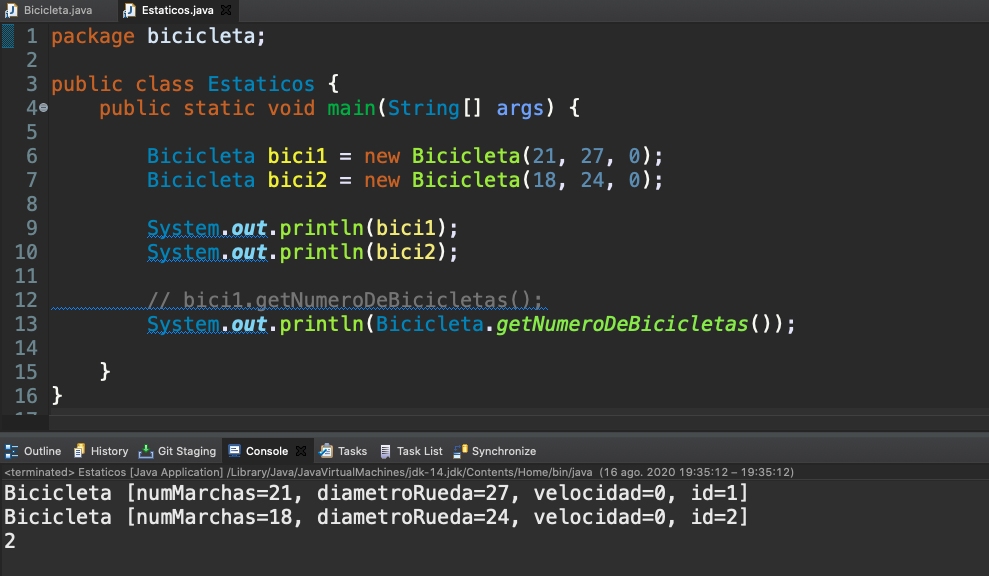 Bicicleta.java Estaticos.java
1 package bicicleta;
2
3 public class Estaticos {
4 public static void main(String[] args) {
5
6 Bicicleta bici1 = new Bicicleta(21, 27, 0);
7 Bicicleta bici2 = new Bicicleta(18, 24, 0);
8
9 System.out.println(bici1);
10 System.out.println(bici2);
11
12 // bici1.getNumeroDeBicicletas();
13 System.out.println(Bicicleta.getNumeroDeBicicletas());
14
15 }
16 }
17
Outline History Git Staging Console Tasks Task List Synchronize
<terminated> Estaticos [Java Application] /Library/Java/JavaVirtualMachines/jdk-14.jdk/Contents/Home/bin/java (16 ago. 2020 19:35:12 – 19:35:12)
Bicicleta [numMarchas=21, diametroRueda=27, velocidad=0, id=1]
Bicicleta [numMarchas=18, diametroRueda=24, velocidad=0, id=2]
2